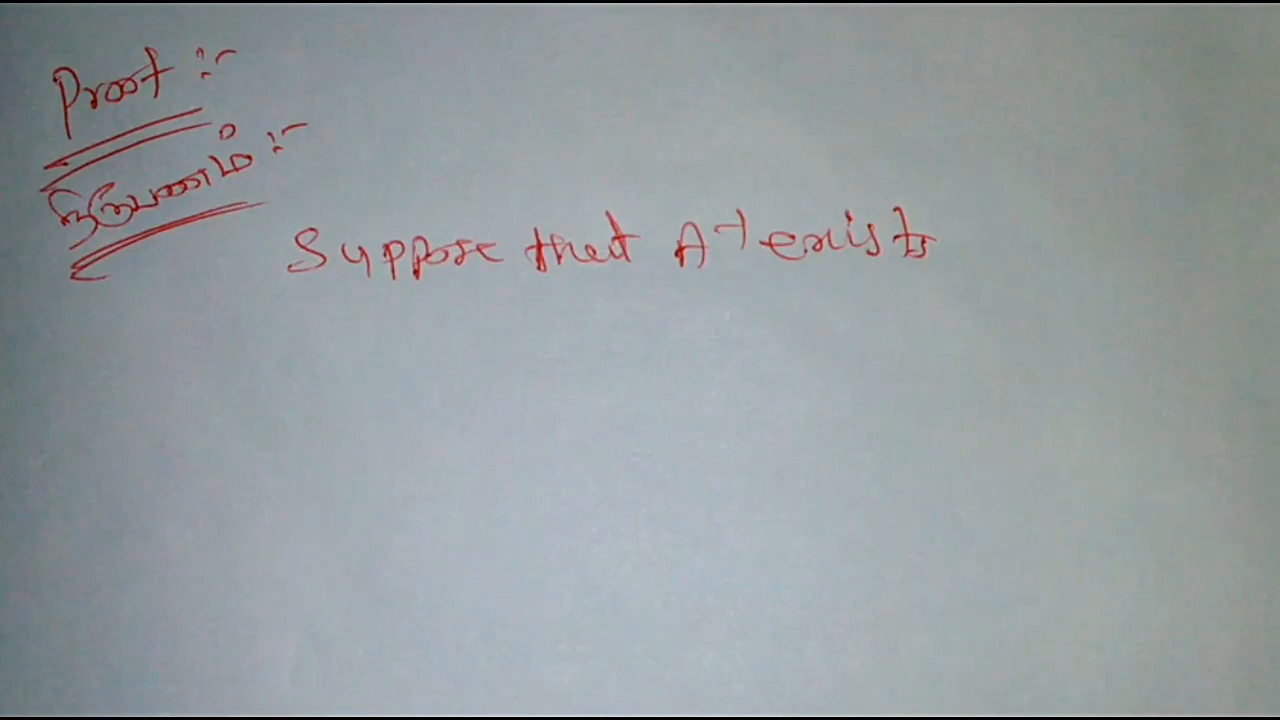 Proof :-
நிரூபணம் :-
Suppose that A⁻¹ exists